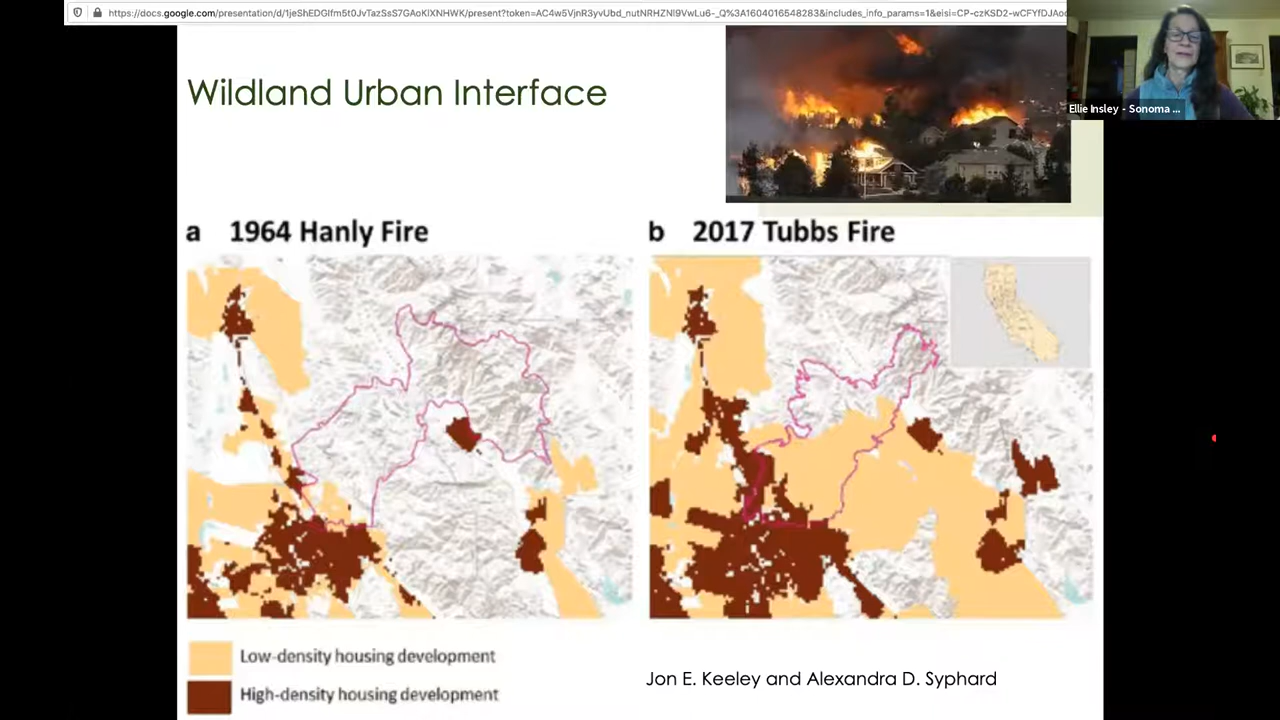 Ellie Insley - Sonoma ...
Wildland Urban Interface
a 1964 Hanly Fire
b 2017 Tubbs Fire
Low-density housing development
High-density housing development
Jon E. Keeley and Alexandra D. Syphard